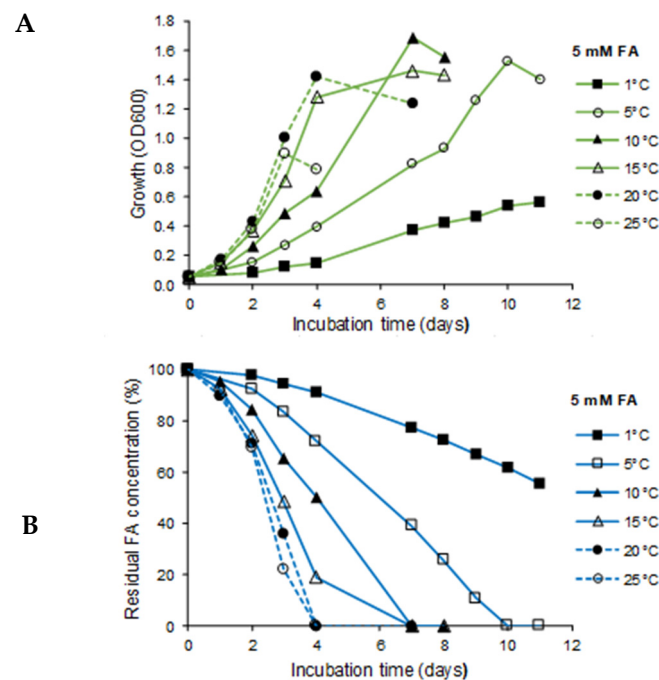 A
1.8
1.6
1.4
1.2
1.0
0.8
0.6
0.4
0.2
0.0
Growth (OD600)
0 2 4 6 8 10 12
Incubation time (days)
5 mM FA
1°C
5°C
10°C
15°C
20°C
25°C
B
100
80
60
40
20
0
Residual FA concentration (%)
0 2 4 6 8 10 12
Incubation time (days)
5 mM FA
1°C
5°C
10°C
15°C
20°C
25°C